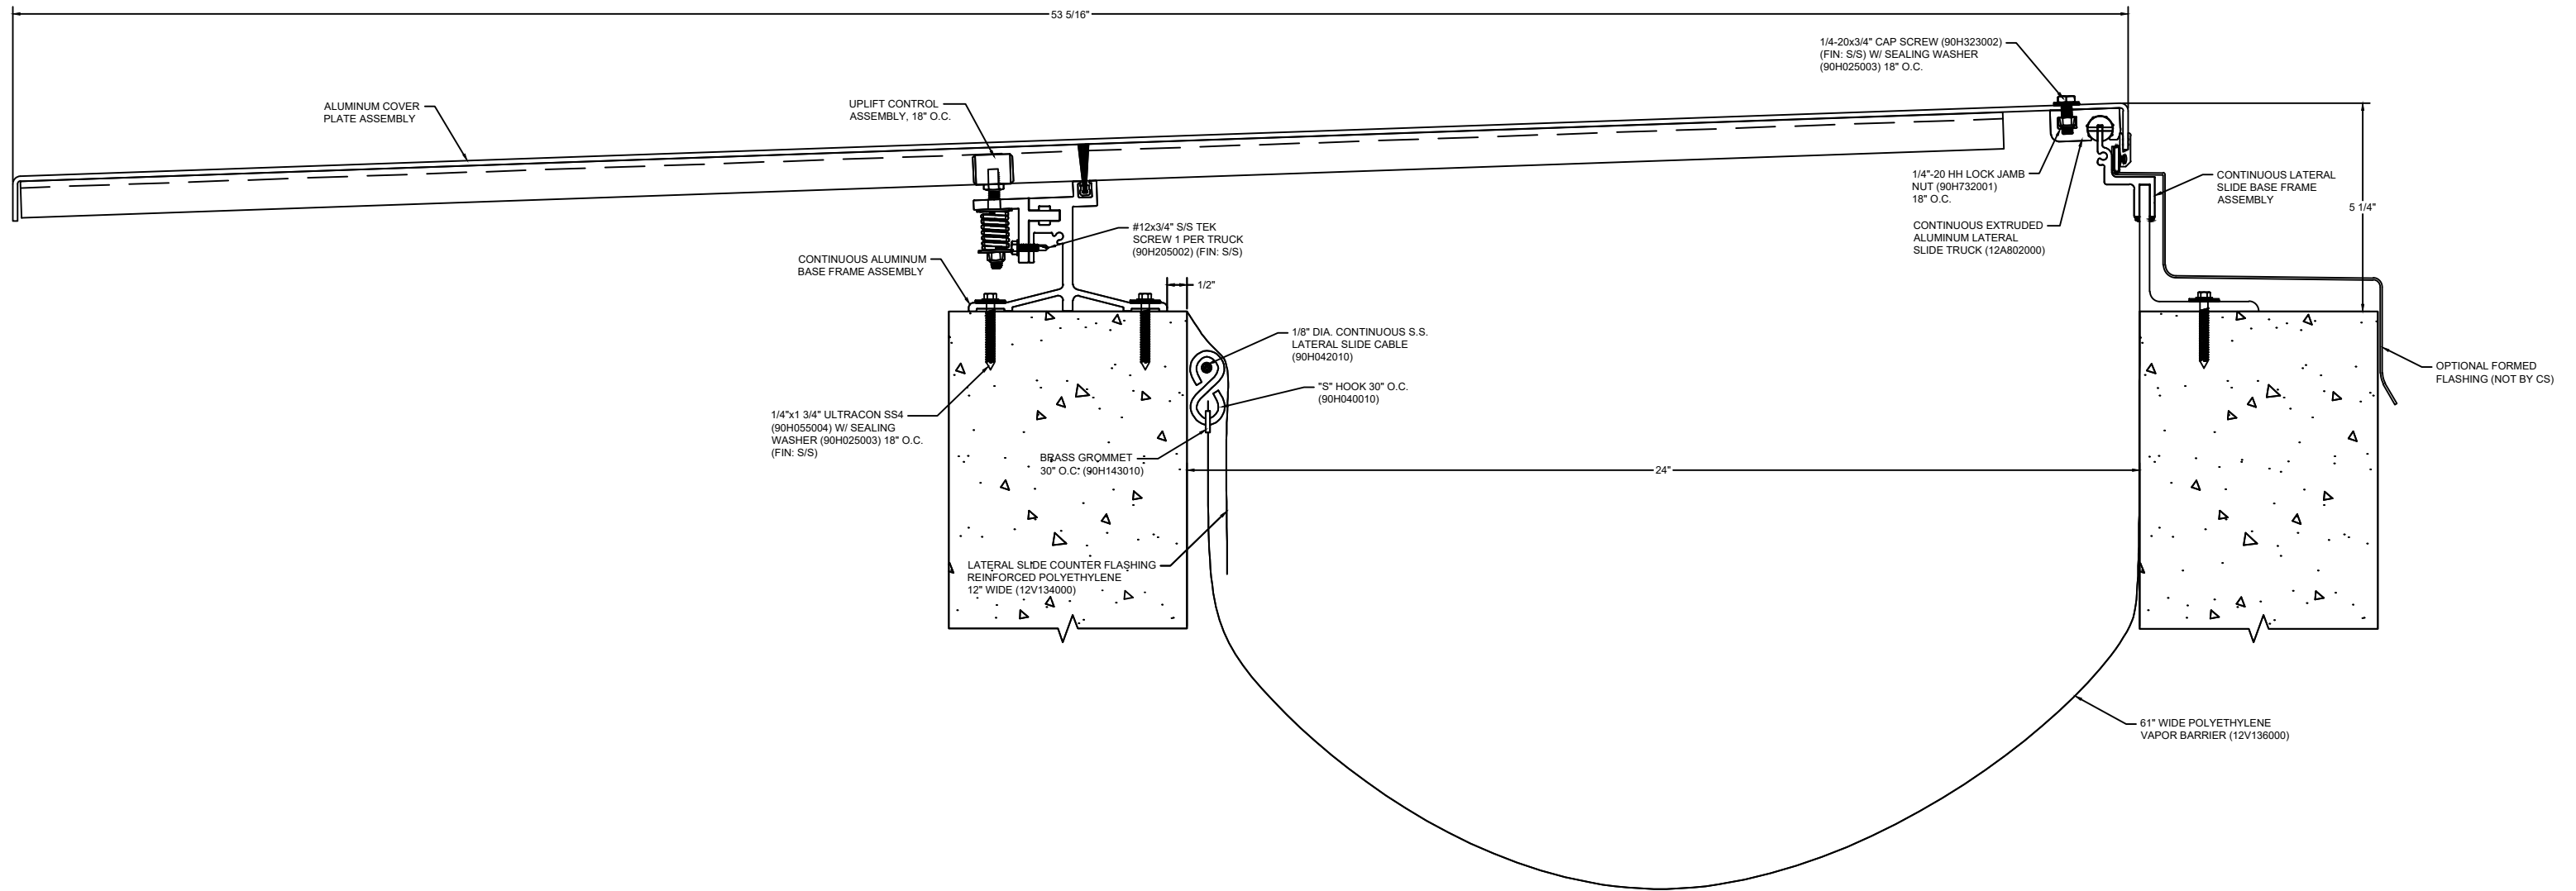 53 5/16"
1/4-20x3/4" CAP SCREW (90H323002)
(FIN: S/S) W/ SEALING WASHER
(90H025003) 18" O.C.
ALUMINUM COVER
PLATE ASSEMBLY
UPLIFT CONTROL
ASSEMBLY, 18" O.C.
1/4"-20 HH LOCK JAMB
NUT (90H732001)
18" O.C.
CONTINUOUS LATERAL
SLIDE BASE FRAME
ASSEMBLY
5 1/4"
#12x3/4" S/S TEK
SCREW 1 PER TRUCK
(90H205002) (FIN: S/S)
CONTINUOUS EXTRUDED
ALUMINUM LATERAL
SLIDE TRUCK (12A802000)
CONTINUOUS ALUMINUM
BASE FRAME ASSEMBLY
1/2"
1/8" DIA. CONTINUOUS S.S.
LATERAL SLIDE CABLE
(90H042010)
OPTIONAL FORMED
FLASHING (NOT BY CS)
"S" HOOK 30" O.C.
(90H040010)
1/4"x1 3/4" ULTRACON SS4
(90H055004) W/ SEALING
WASHER (90H025003) 18" O.C.
(FIN: S/S)
BRASS GROMMET
30" O.C. (90H143010)
24"
LATERAL SLIDE COUNTER FLASHING
REINFORCED POLYETHYLENE
12" WIDE (12V134000)
61" WIDE POLYETHYLENE
VAPOR BARRIER (12V136000)